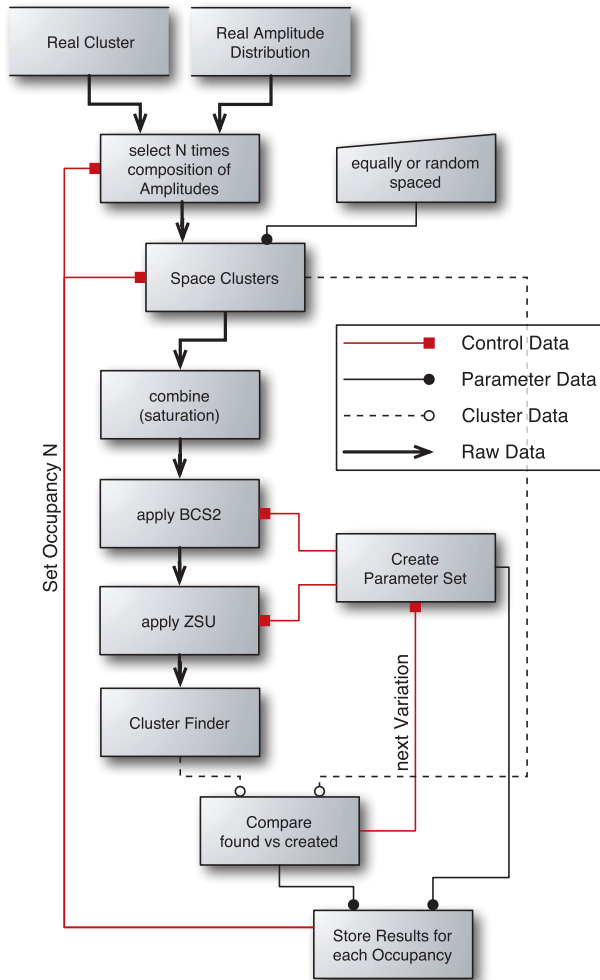 Real Cluster
Real Amplitude
Distribution
select N times
composition of
Amplitudes
equally or random
spaced
Space Clusters
Control Data
Parameter Data
Cluster Data
Raw Data
combine
(saturation)
Set Occupancy N
apply BCS2
Create
Parameter Set
apply ZSU
next Variation
Cluster Finder
Compare
found vs created
Store Results for
each Occupancy